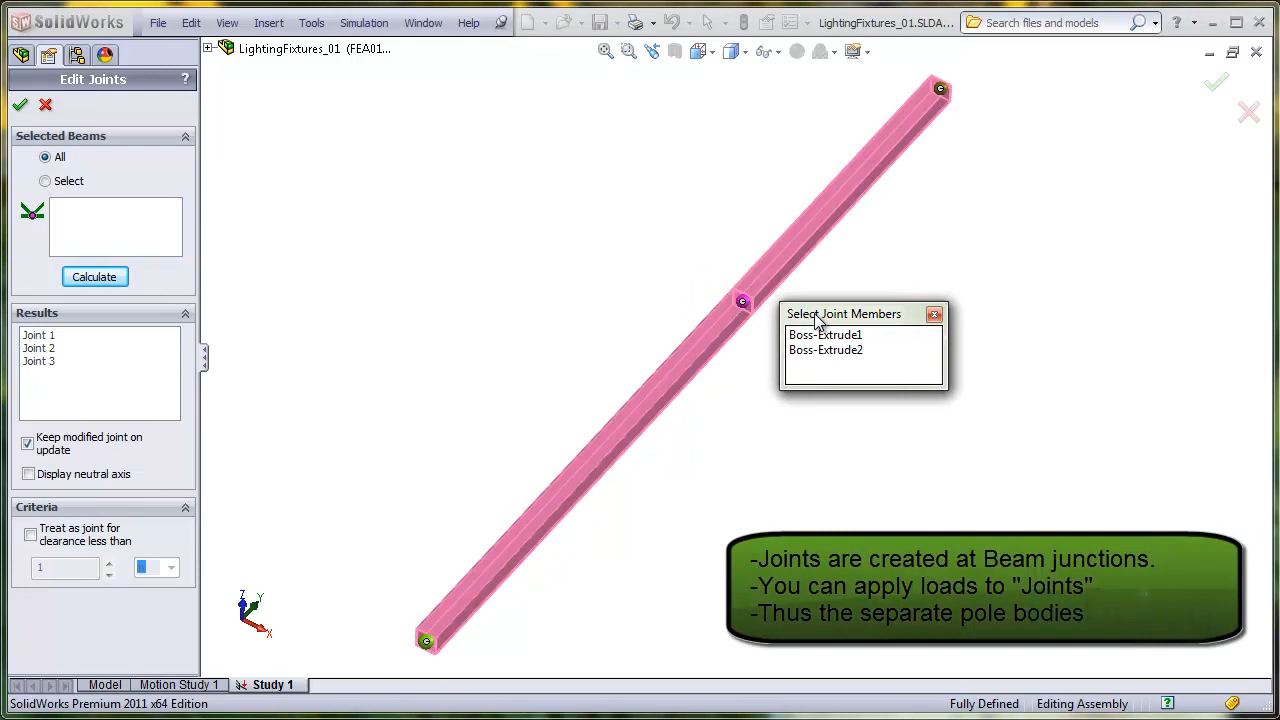 SolidWorks
File Edit View Insert Tools Simulation Window Help
LightingFixtures_01.SLDA...
Search files and models
LightingFixtures_01 (FEA01...
Edit Joints
?
Selected Beams
All
Select
Calculate
Results
Joint 1
Joint 2
Joint 3
Keep modified joint on
update
Display neutral axis
Criteria
Treat as joint for
clearance less than
1
Select Joint Members
Boss-Extrude1
Boss-Extrude2
-Joints are created at Beam junctions.
-You can apply loads to "Joints"
-Thus the separate pole bodies
Z
Y
X
Model Motion Study 1 Study 1
SolidWorks Premium 2011 x64 Edition
Fully Defined Editing Assembly